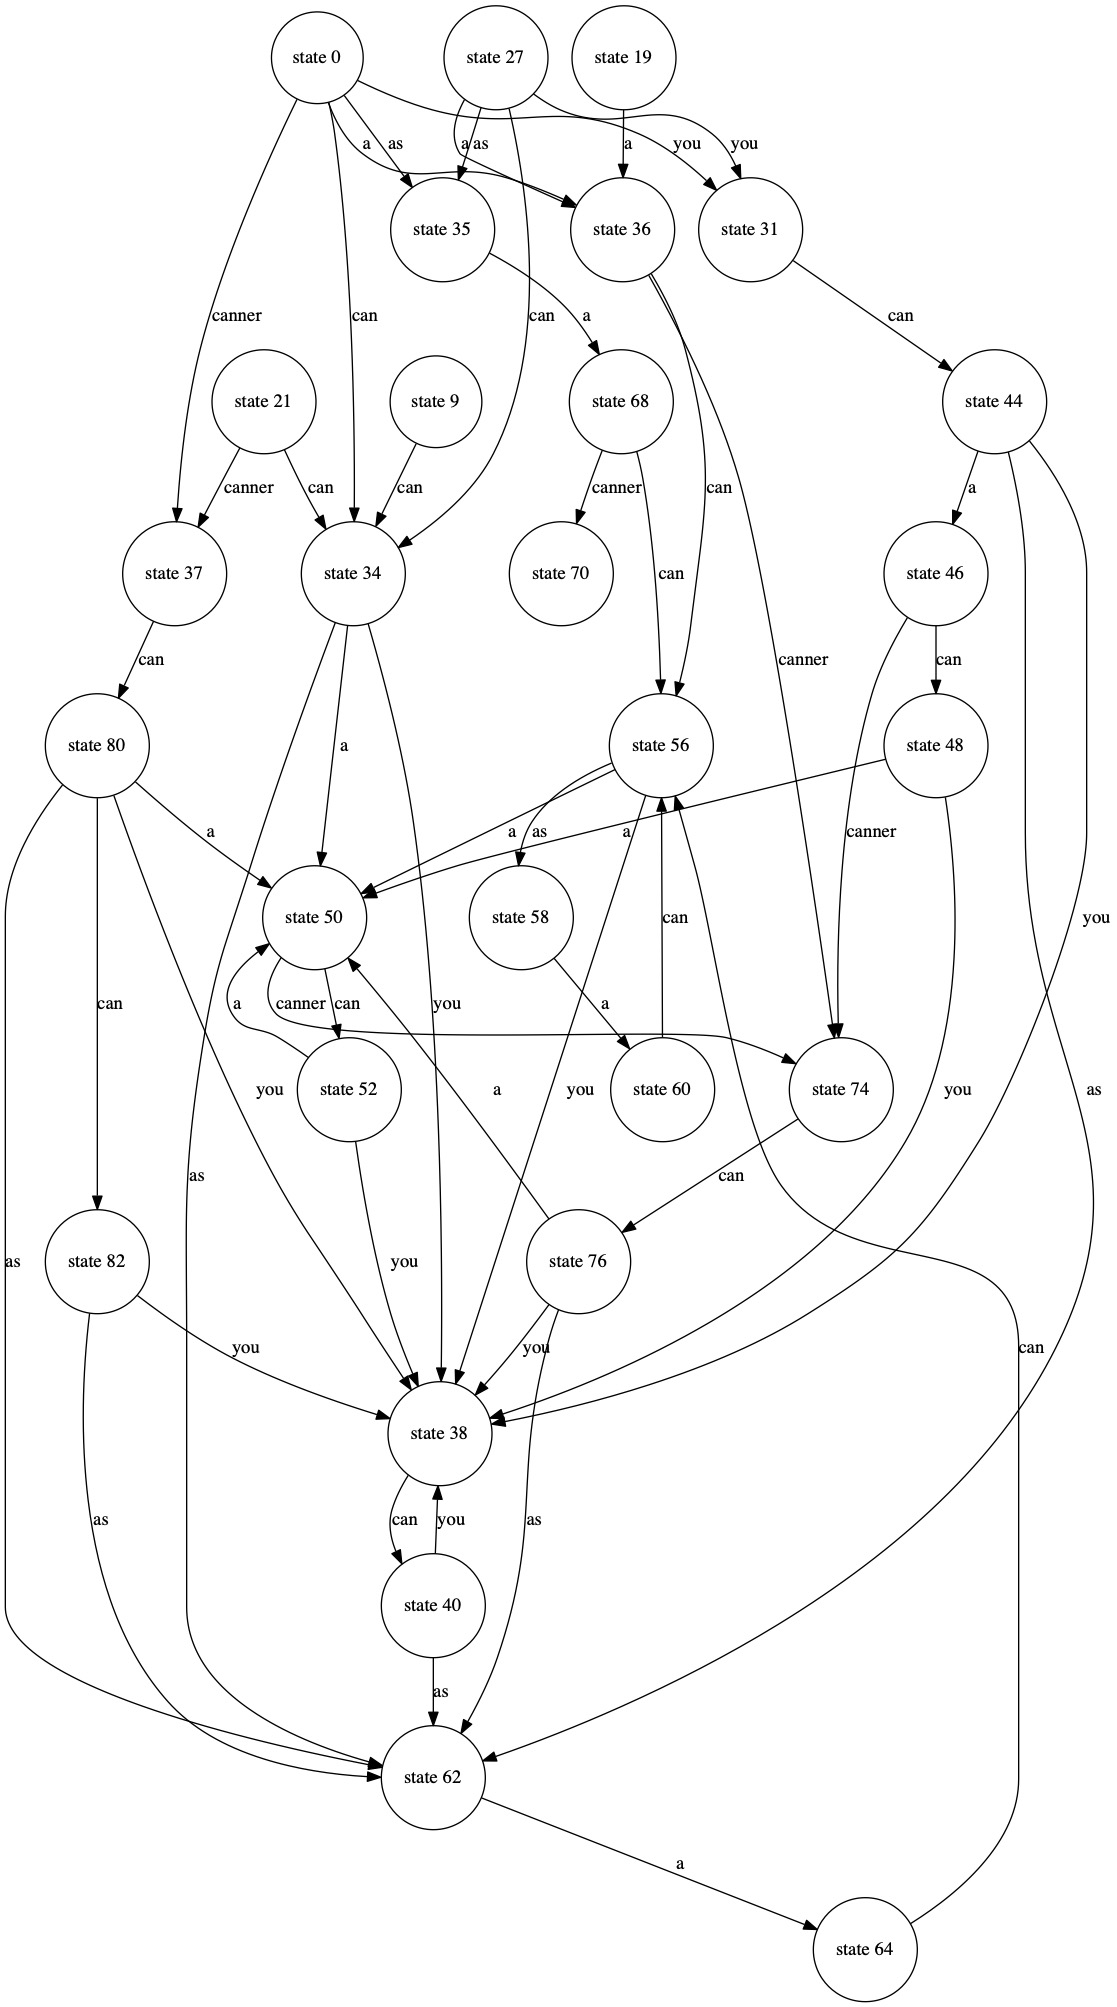 state 0
state 27
state 19
a
as
a
as
a
you
you
state 35
state 36
state 31
canner
can
can
a
can
state 21
state 9
state 68
state 44
canner
can
can
canner
can
a
state 37
state 34
state 70
state 46
can
can
canner
can
state 80
a
state 56
state 48
a
a
as
a
canner
state 50
state 58
can
you
can
canner
can
a
you
a
state 52
state 60
state 74
you
a
you
you
as
as
can
state 82
state 76
as
you
you
you
can
state 38
as
can
you
as
state 40
as
state 62
a
state 64